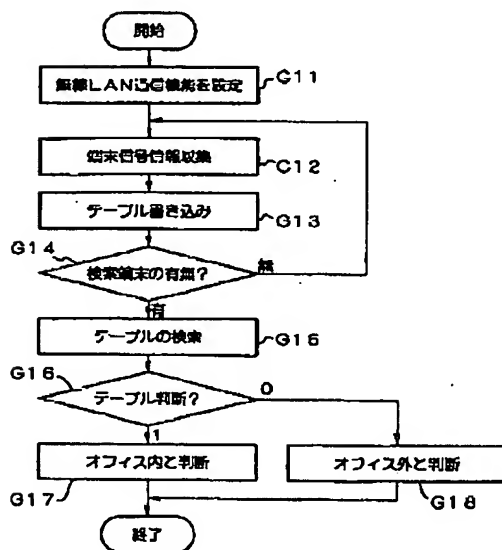 開始
無線LAN通信機能を設定
G11
端末信号情報収集
G12
テーブル書き込み
G13
G14
検索端末の有無?
無
有
テーブルの検索
G15
G16
テーブル判断?
0
1
オフィス内と判断
オフィス外と判断
G17
G18
終了